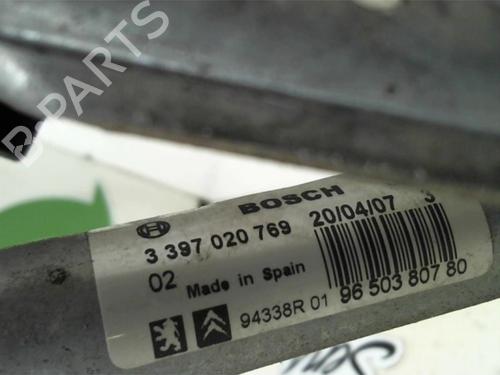 B-PARTS
BOSCH
3 397 020 769
20/04/07 3
02 Made in Spain
94338R 01
96 503 807 80